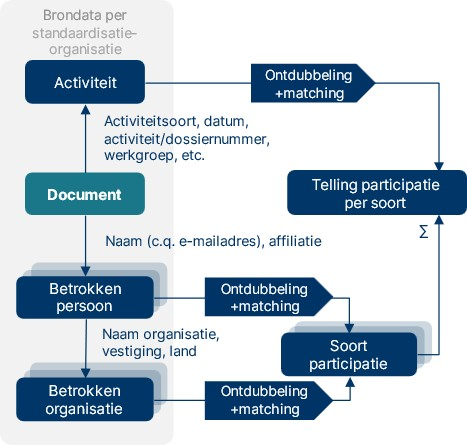 Brondata per
standaardisatie-
organisatie
Activiteit
Ontdubbeling
+matching
Activiteitsoort, datum,
activiteit/dossiernummer,
werkgroep, etc.
Document
Telling participatie
per soort
Σ
Naam (c.q. e-mailadres), affiliatie
Betrokken
persoon
Ontdubbeling
+matching
Naam organisatie,
vestiging, land
Soort
participatie
Betrokken
organisatie
Ontdubbeling
+matching